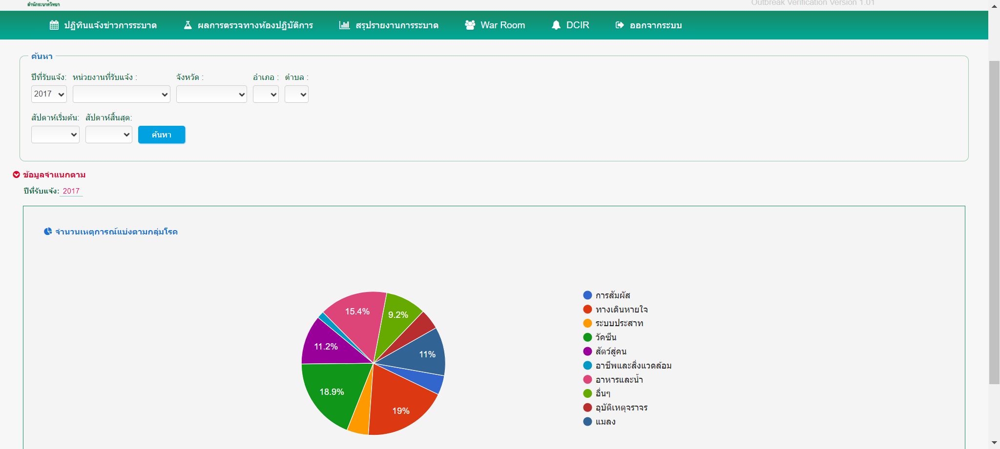 สำนักระบาดวิทยา
Outbreak Verification Version 1.01
ปฏิทินแจ้งข่าวการระบาด ผลการตรวจทางห้องปฏิบัติการ สรุปรายงานการระบาด War Room DCIR ออกจากระบบ
ค้นหา
ปีที่รับแจ้ง: หน่วยงานที่รับแจ้ง : จังหวัด : อำเภอ : ตำบล :
2017
สัปดาห์เริ่มต้น: สัปดาห์สิ้นสุด:
ค้นหา
ข้อมูลจำแนกตาม
ปีที่รับแจ้ง: 2017
จำนวนเหตุการณ์แบ่งตามกลุ่มโรค
15.4%
9.2%
11.2%
11%
18.9%
19%
การสัมผัส
ทางเดินหายใจ
ระบบประสาท
วัคซีน
สัตว์สู่คน
อาชีพและสิ่งแวดล้อม
อาหารและน้ำ
อื่นๆ
อุบัติเหตุจราจร
แมลง